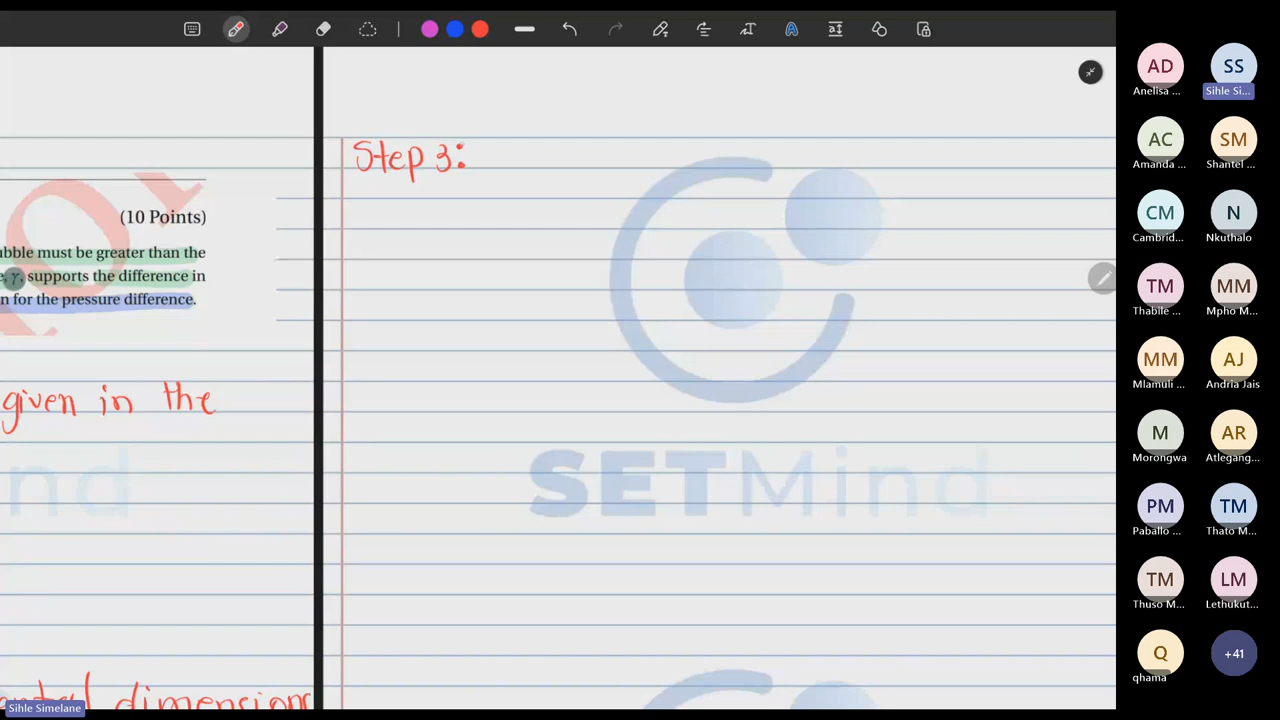 Step 3:
(10 Points)
bble must be greater than the
γ, supports the difference in
n for the pressure difference.
given in the
SETMind
nd
dimensions
Sihle Simelane
AD
Anelisa ...
SS
Sihle Si...
AC
Amanda ...
SM
Shantel ...
CM
Cambrid...
N
Nkuthalo
TM
Thabile ...
MM
Mpho M...
MM
Mlamuli ...
AJ
Andria Jais
M
Morongwa
AR
Atlegang...
PM
Paballo ...
TM
Thato M...
TM
Thuso M...
LM
Lethukut...
Q
qhama
+41